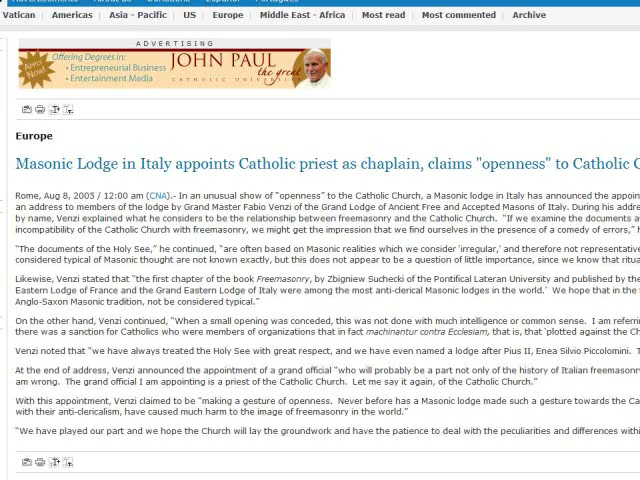 Advertisements About Us Donations Español Português
Vatican Americas Asia - Pacific US Europe Middle East - Africa Most read Most commented Archive
ADVERTISING
APPLY NOW!
Offering Degrees in:
• Entrepreneurial Business
• Entertainment Media
JOHN PAUL
the great
CATHOLIC UNIVERSITY
Europe
Masonic Lodge in Italy appoints Catholic priest as chaplain, claims "openness" to Catholic C
Rome, Aug 8, 2005 / 12:00 am (CNA).- In an unusual show of "openness" to the Catholic Church, a Masonic lodge in Italy has announced the appoin
an address to members of the lodge by Grand Master Fabio Venzi of the Grand Lodge of Ancient Free and Accepted Masons of Italy. During his addre
by name, Venzi explained what he considers to be the relationship between freemasonry and the Catholic Church. "If we examine the documents a
incompatibility of the Catholic Church with freemasonry, we might get the impression that we find ourselves in the presence of a comedy of errors," h
"The documents of the Holy See," he continued, "are often based on Masonic realities which we consider 'irregular,' and therefore not representative
considered typical of Masonic thought are not known exactly, but this does not appear to be a question of little importance, since we know that ritua
Likewise, Venzi stated that "the first chapter of the book Freemasonry, by Zbigniew Suchecki of the Pontifical Lateran University and published by the
Eastern Lodge of France and the Grand Eastern Lodge of Italy were among the most anti-clerical Masonic lodges in the world.' We hope that in the
Anglo-Saxon Masonic tradition, not be considered typical."
On the other hand, Venzi continued, "When a small opening was conceded, this was not done with much intelligence or common sense. I am referri
there was a sanction for Catholics who were members of organizations that in fact machinantur contra Ecclesiam, that is, that 'plotted against the Ch
Venzi noted that "we have always treated the Holy See with great respect, and we have even named a lodge after Pius II, Enea Silvio Piccolomini. T
At the end of address, Venzi announced the appointment of a grand official "who will probably be a part not only of the history of Italian freemasonr
am wrong. The grand official I am appointing is a priest of the Catholic Church. Let me say it again, of the Catholic Church."
With this appointment, Venzi claimed to be "making a gesture of openness. Never before has a Masonic lodge made such a gesture towards the Ca
with their anti-clericalism, have caused much harm to the image of freemasonry in the world."
"We have played our part and we hope the Church will lay the groundwork and have the patience to deal with the peculiarities and differences withi